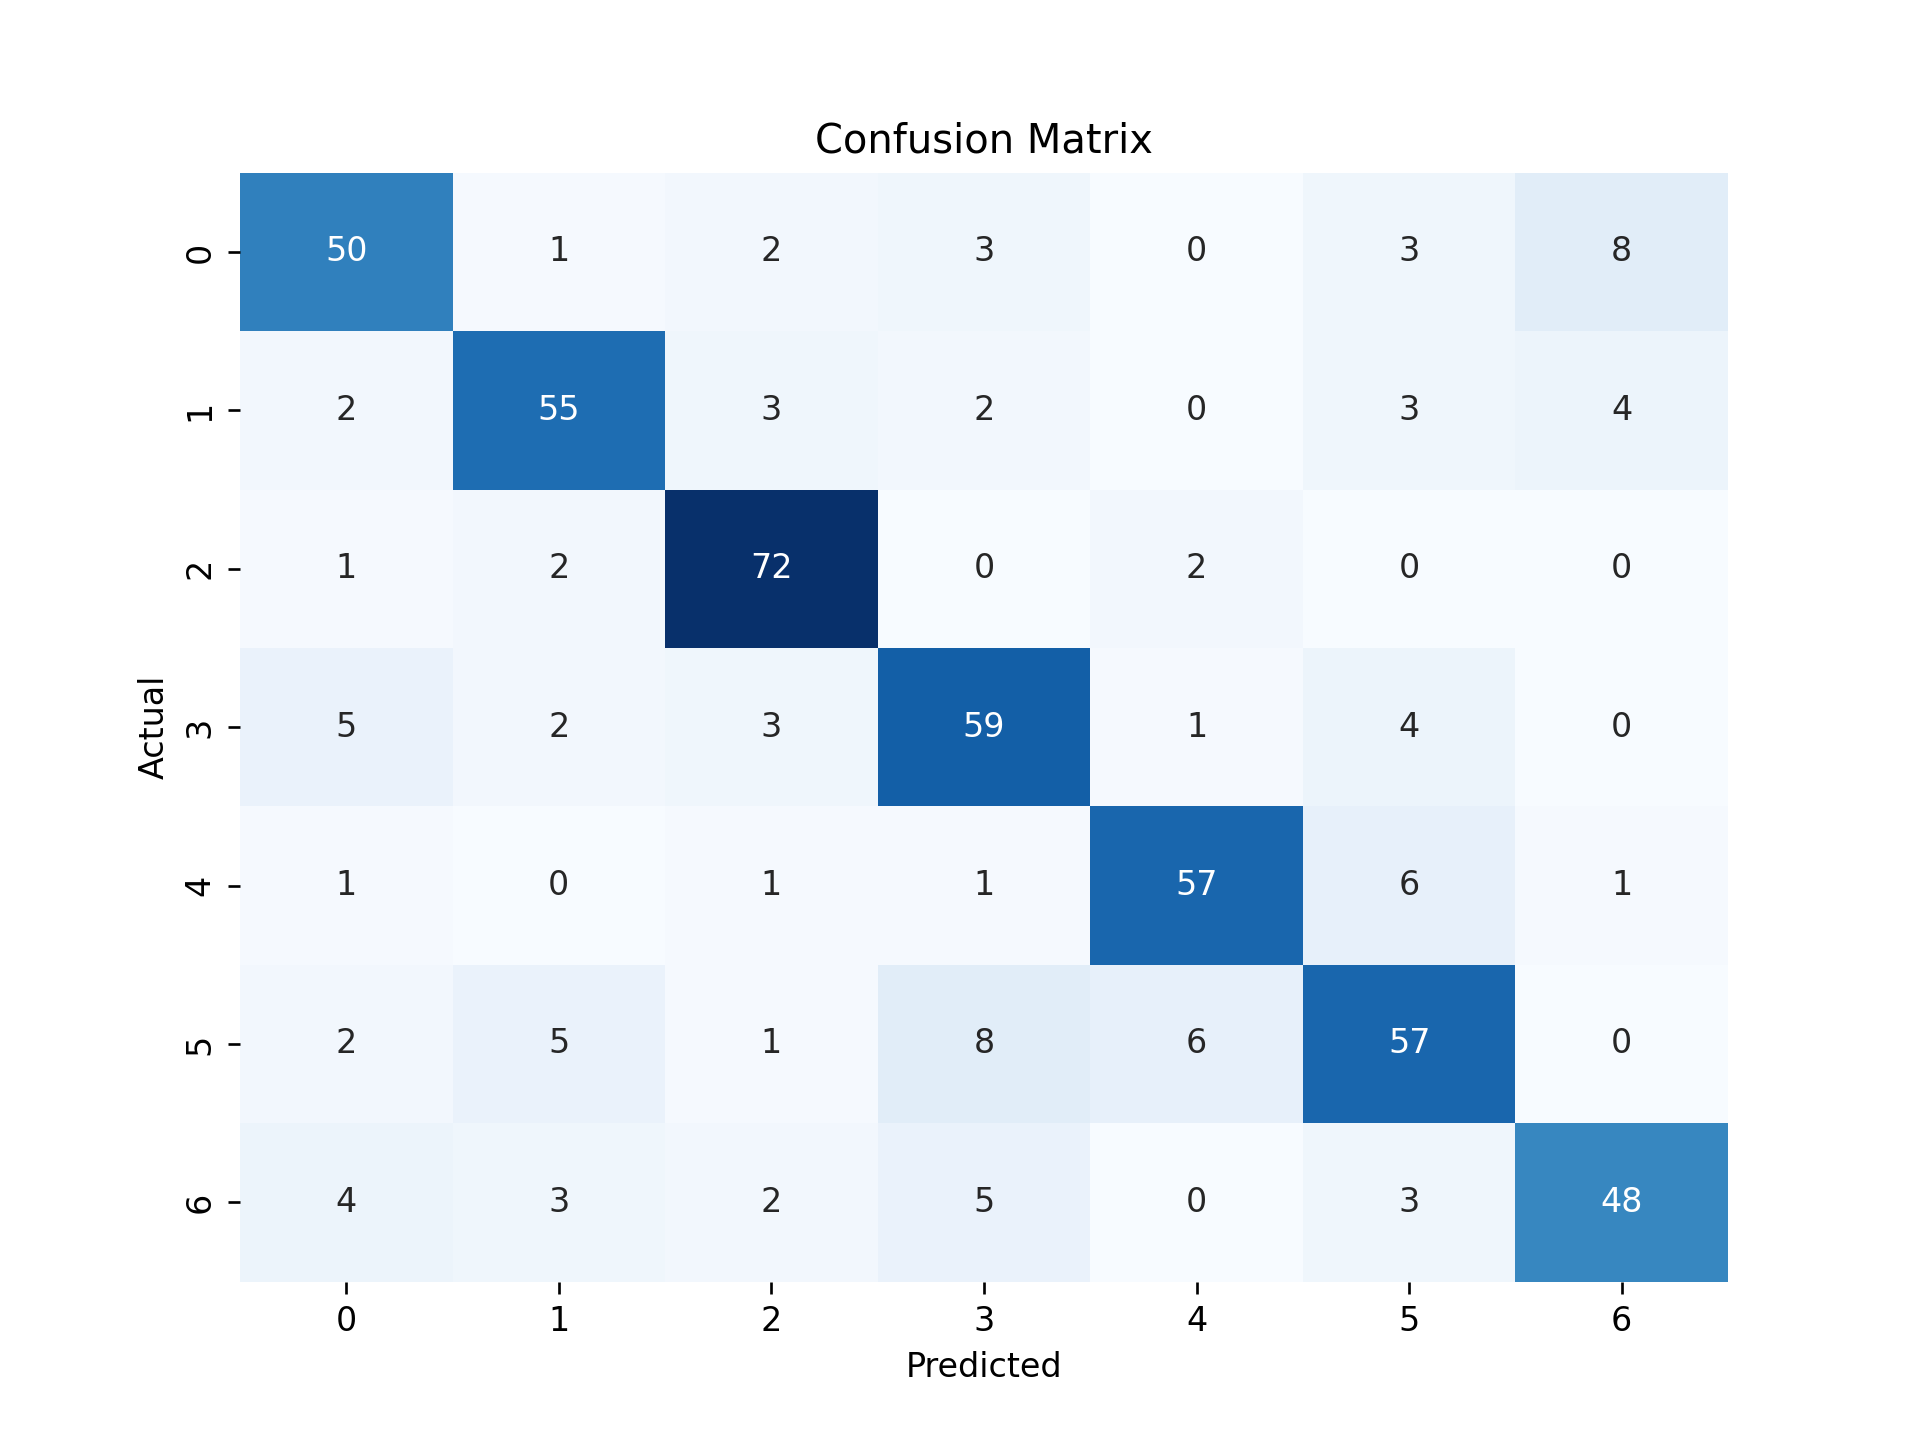 Confusion Matrix
0 50 1 2 3 0 3 8
1 2 55 3 2 0 3 4
2 1 2 72 0 2 0 0
Actual
3 5 2 3 59 1 4 0
4 1 0 1 1 57 6 1
5 2 5 1 8 6 57 0
6 4 3 2 5 0 3 48
0 1 2 3 4 5 6
Predicted